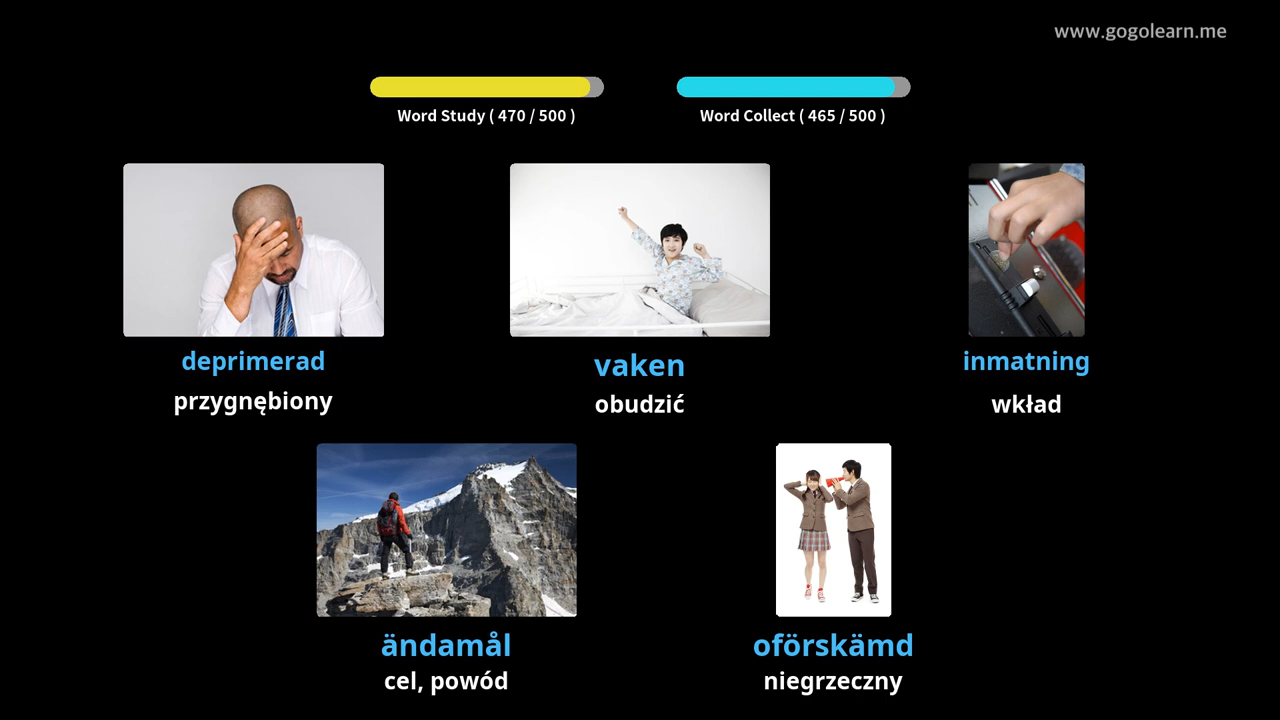 www.gogolearn.me
Word Study ( 470 / 500 )
Word Collect ( 465 / 500 )
deprimerad
przygnębiony
vaken
obudzić
inmatning
wkład
ändamål
cel, powód
oförskämd
niegrzeczny